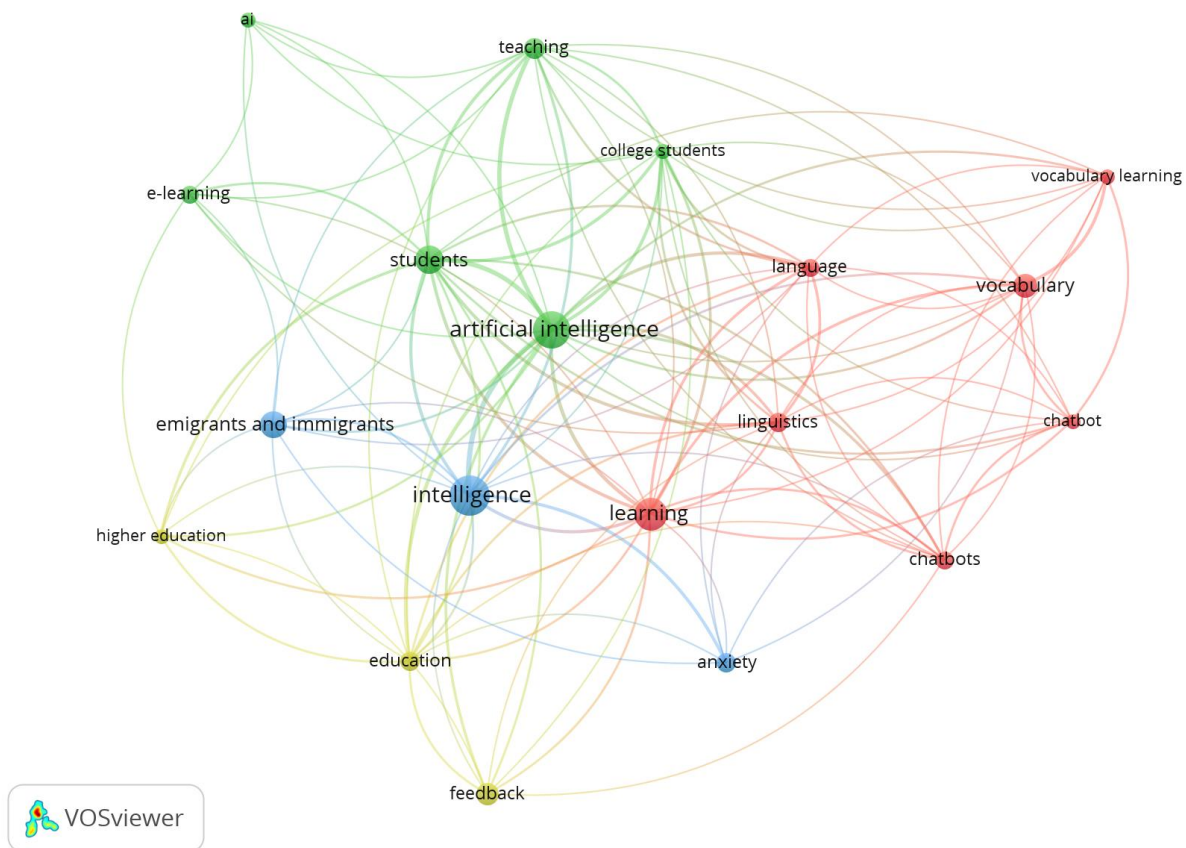 ai
teaching
college students
vocabulary learning
e-learning
students
language
vocabulary
artificial intelligence
emigrants and immigrants
linguistics
chatbot
intelligence
learning
higher education
chatbots
education
anxiety
feedback
VOSviewer